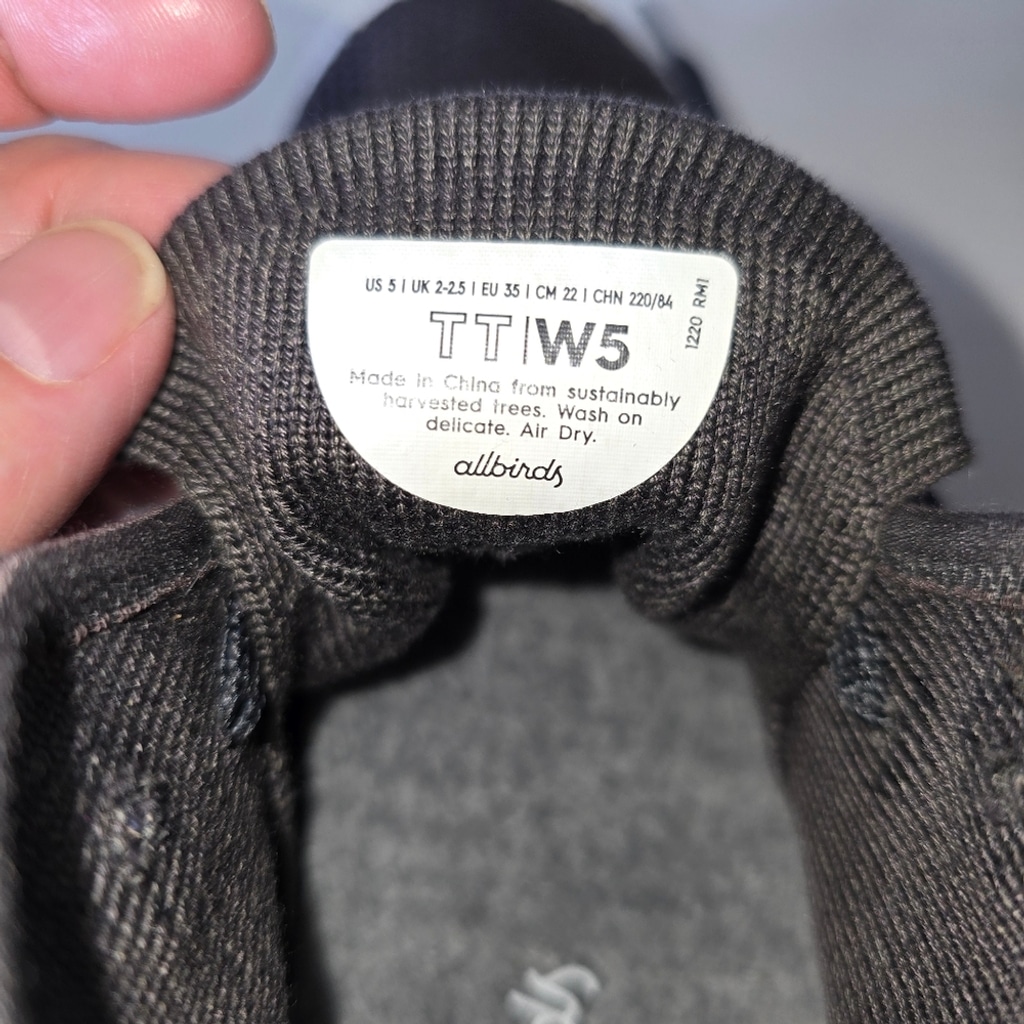 US 5 | UK 2-2.5 | EU 35 | CM 22 | CHN 220/84
1220 RM1
TT|W5
Made in China from sustainably
harvested trees. Wash on
delicate. Air Dry.
allbirds